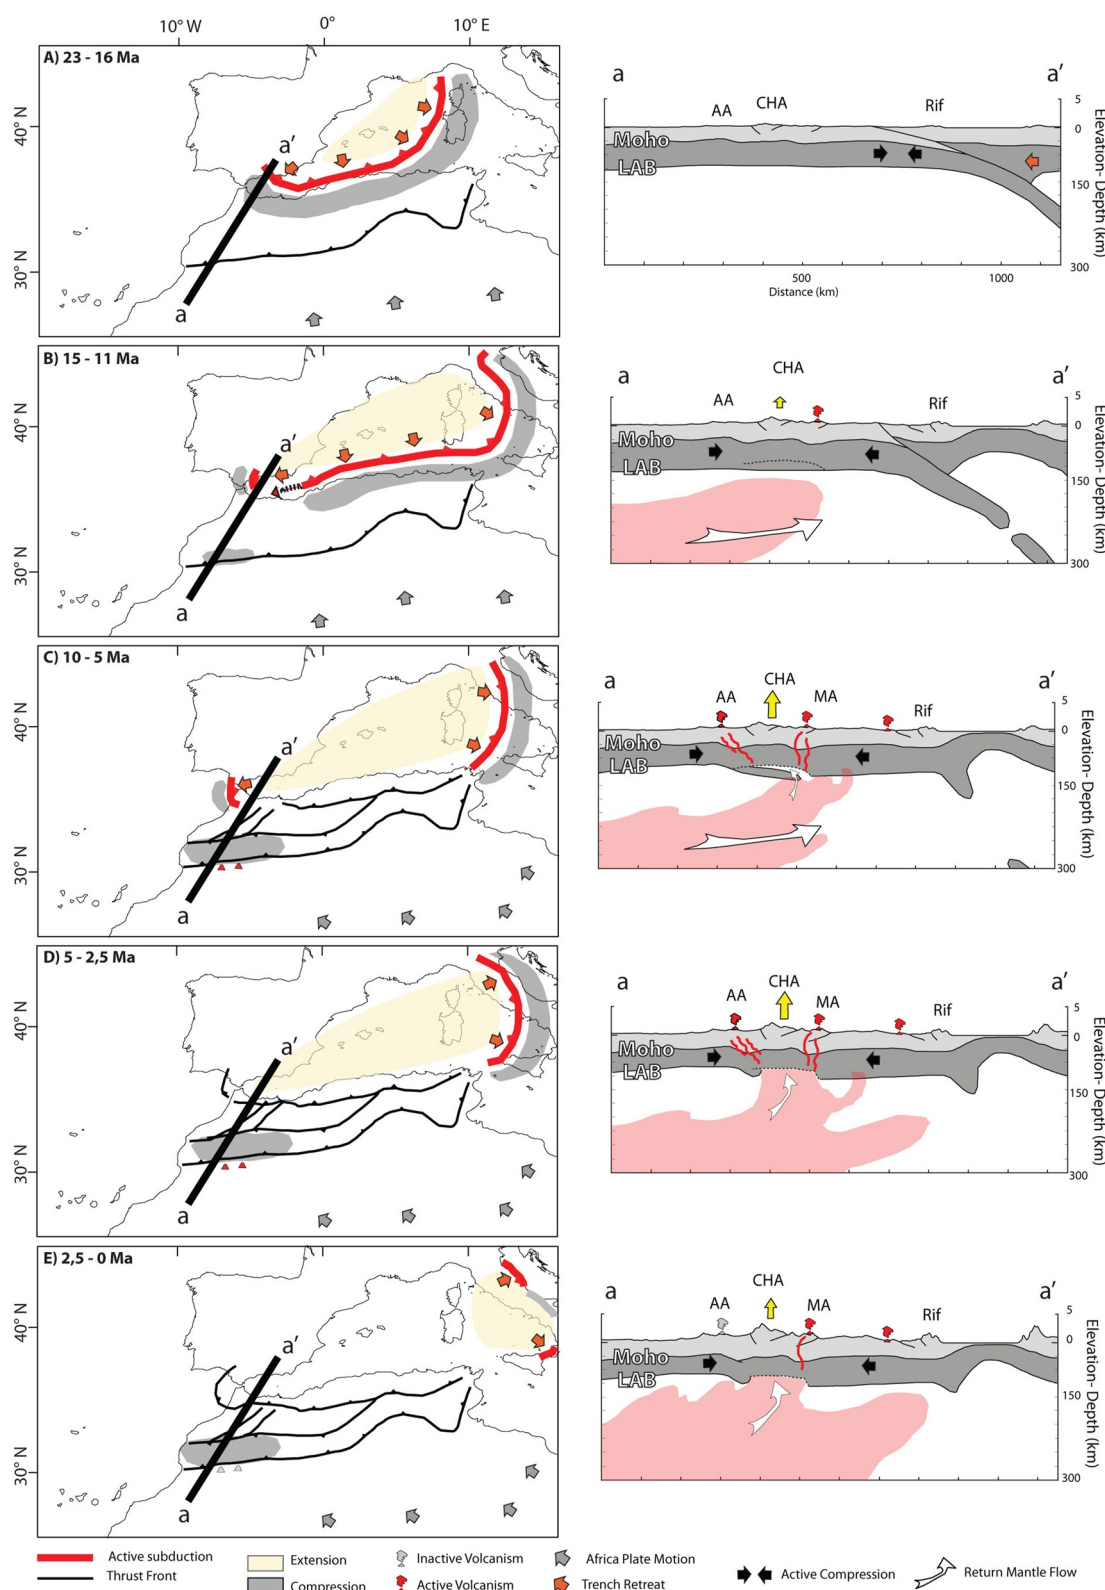 10° W 0° 10° E
A) 23 - 16 Ma
40° N
30° N
a'
a
a a'
AA CHA Rif
Moho
LAB
5
0
150
300
Elevation- Depth (km)
500 1000
Distance (km)
B) 15 - 11 Ma
40° N
30° N
a'
a
a a'
CHA
AA Rif
Moho
LAB
5
0
150
300
Elevation- Depth (km)
C) 10 - 5 Ma
40° N
30° N
a'
a
a a'
CHA
AA MA Rif
Moho
LAB
5
0
150
300
Elevation- Depth (km)
D) 5 - 2,5 Ma
40° N
30° N
a'
a
a a'
CHA
AA MA Rif
Moho
LAB
5
0
150
300
Elevation- Depth (km)
E) 2,5 - 0 Ma
40° N
30° N
a'
a
a a'
CHA
AA MA Rif
Moho
LAB
5
0
150
300
Elevation- Depth (km)
Active subduction Extension Inactive Volcanism Africa Plate Motion Active Compression Return Mantle Flow
Thrust Front Compression Active Volcanism Trench Retreat